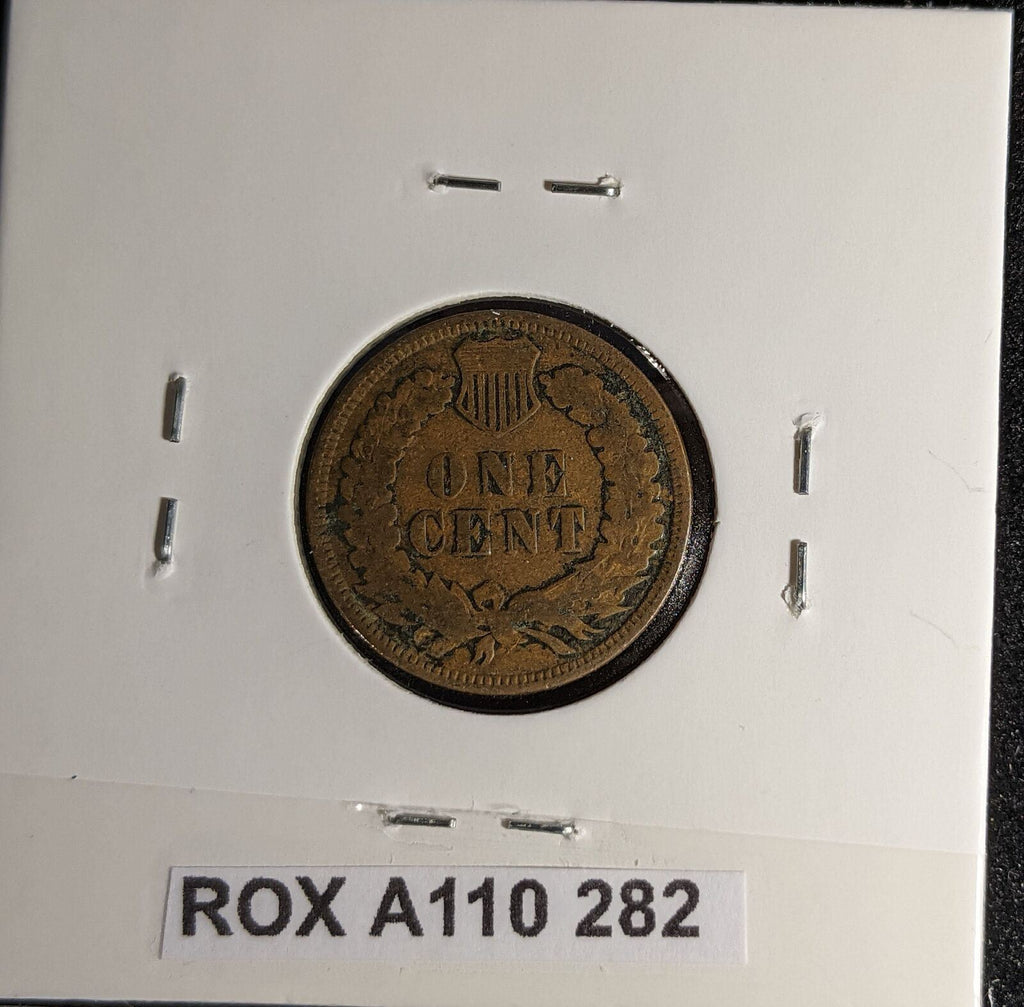 ONE
CENT
ROX A110 282